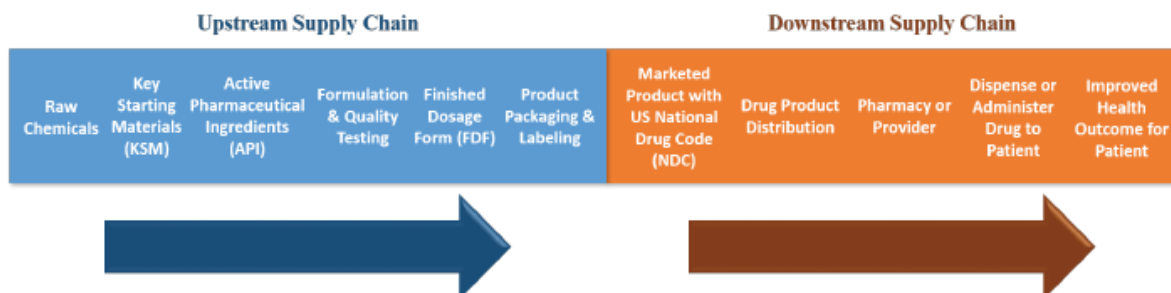 Upstream Supply Chain
Downstream Supply Chain
Raw
Chemicals
Key
Starting
Materials
(KSM)
Active
Pharmaceutical
Ingredients
(API)
Formulation
& Quality
Testing
Finished
Dosage
Form (FDF)
Product
Packaging &
Labeling
Marketed
Product with
US National
Drug Code
(NDC)
Drug Product
Distribution
Pharmacy or
Provider
Dispense or
Administer
Drug to
Patient
Improved
Health
Outcome for
Patient